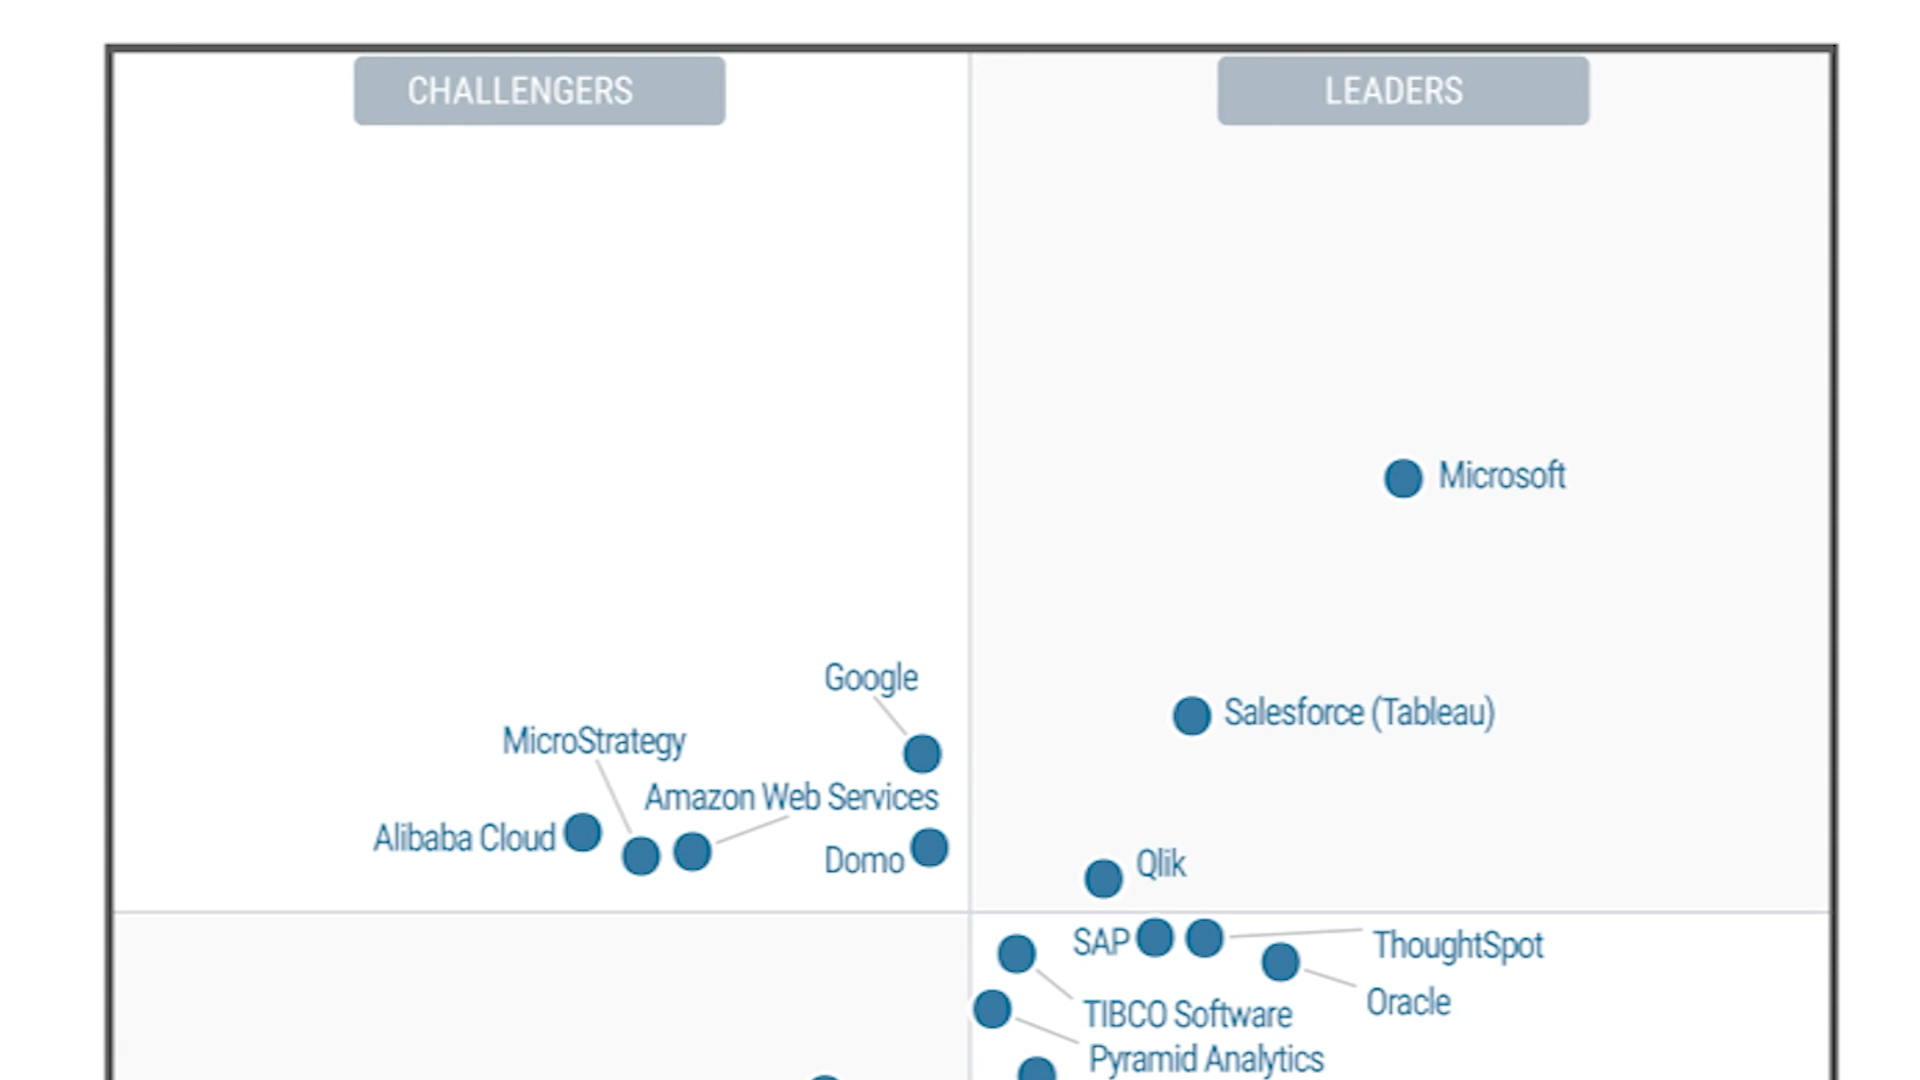 CHALLENGERS
LEADERS
Microsoft
Google
Salesforce (Tableau)
MicroStrategy
Amazon Web Services
Alibaba Cloud
Domo
Qlik
SAP
ThoughtSpot
Oracle
TIBCO Software
Pyramid Analytics